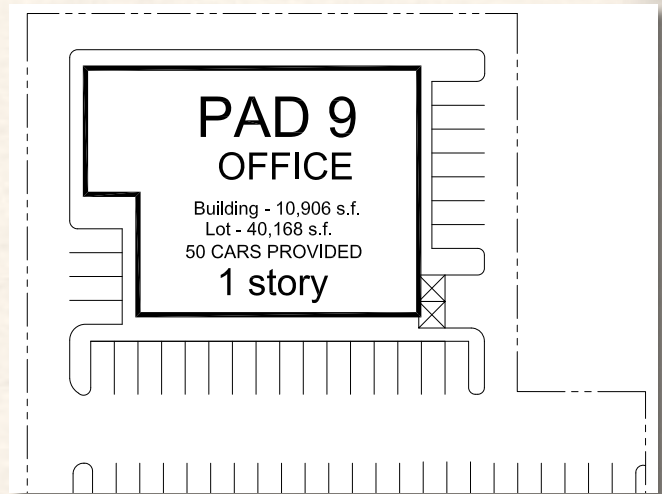 PAD 9
OFFICE
Building - 10,906 s.f.
Lot - 40,168 s.f.
50 CARS PROVIDED
1 story